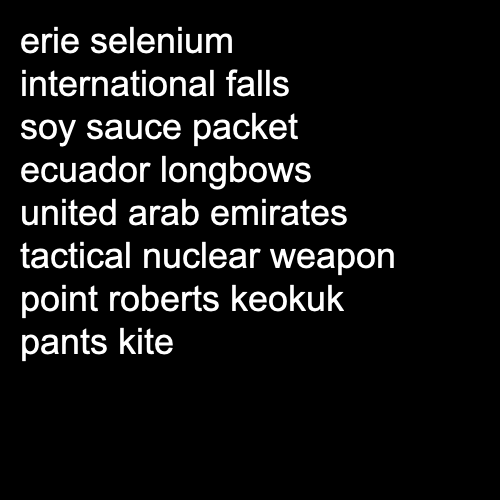 erie selenium
international falls
soy sauce packet
ecuador longbows
united arab emirates
tactical nuclear weapon
point roberts keokuk
pants kite